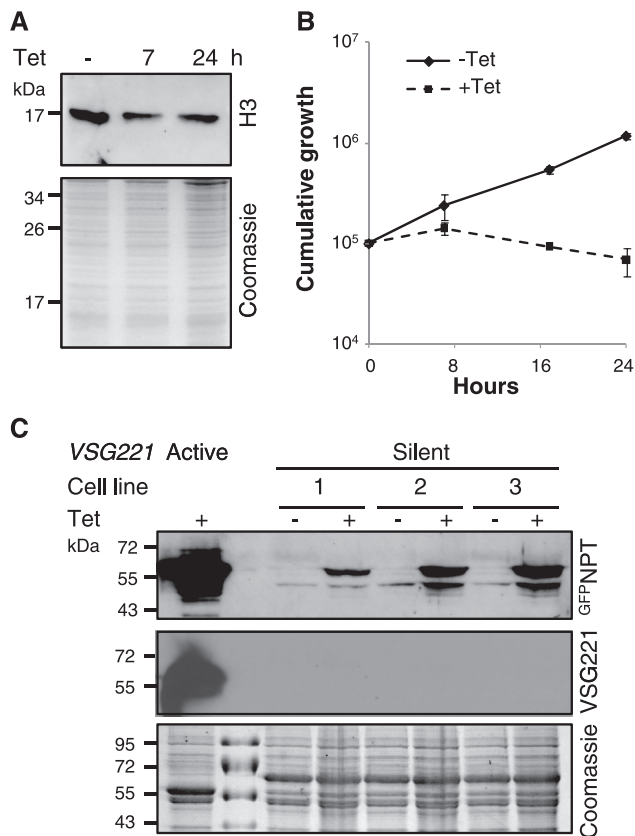 A
Tet - 7 24 h
kDa
17
H3
34
26
17
Coomassie
B
10⁷
10⁶
10⁵
10⁴
Cumulative growth
-Tet
+Tet
0 8 16 24
Hours
C
VSG221 Active Silent
Cell line 1 2 3
Tet + - + - + - +
kDa
72
55
43
GFPNPT
72
55
VSG221
95
72
55
43
Coomassie